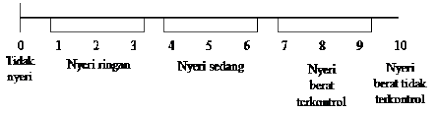 0 1 2 3 4 5 6 7 8 9 10
Tidak nyeri
Nyeri ringan
Nyeri sedang
Nyeri berat terkontrol
Nyeri berat tidak terkontrol